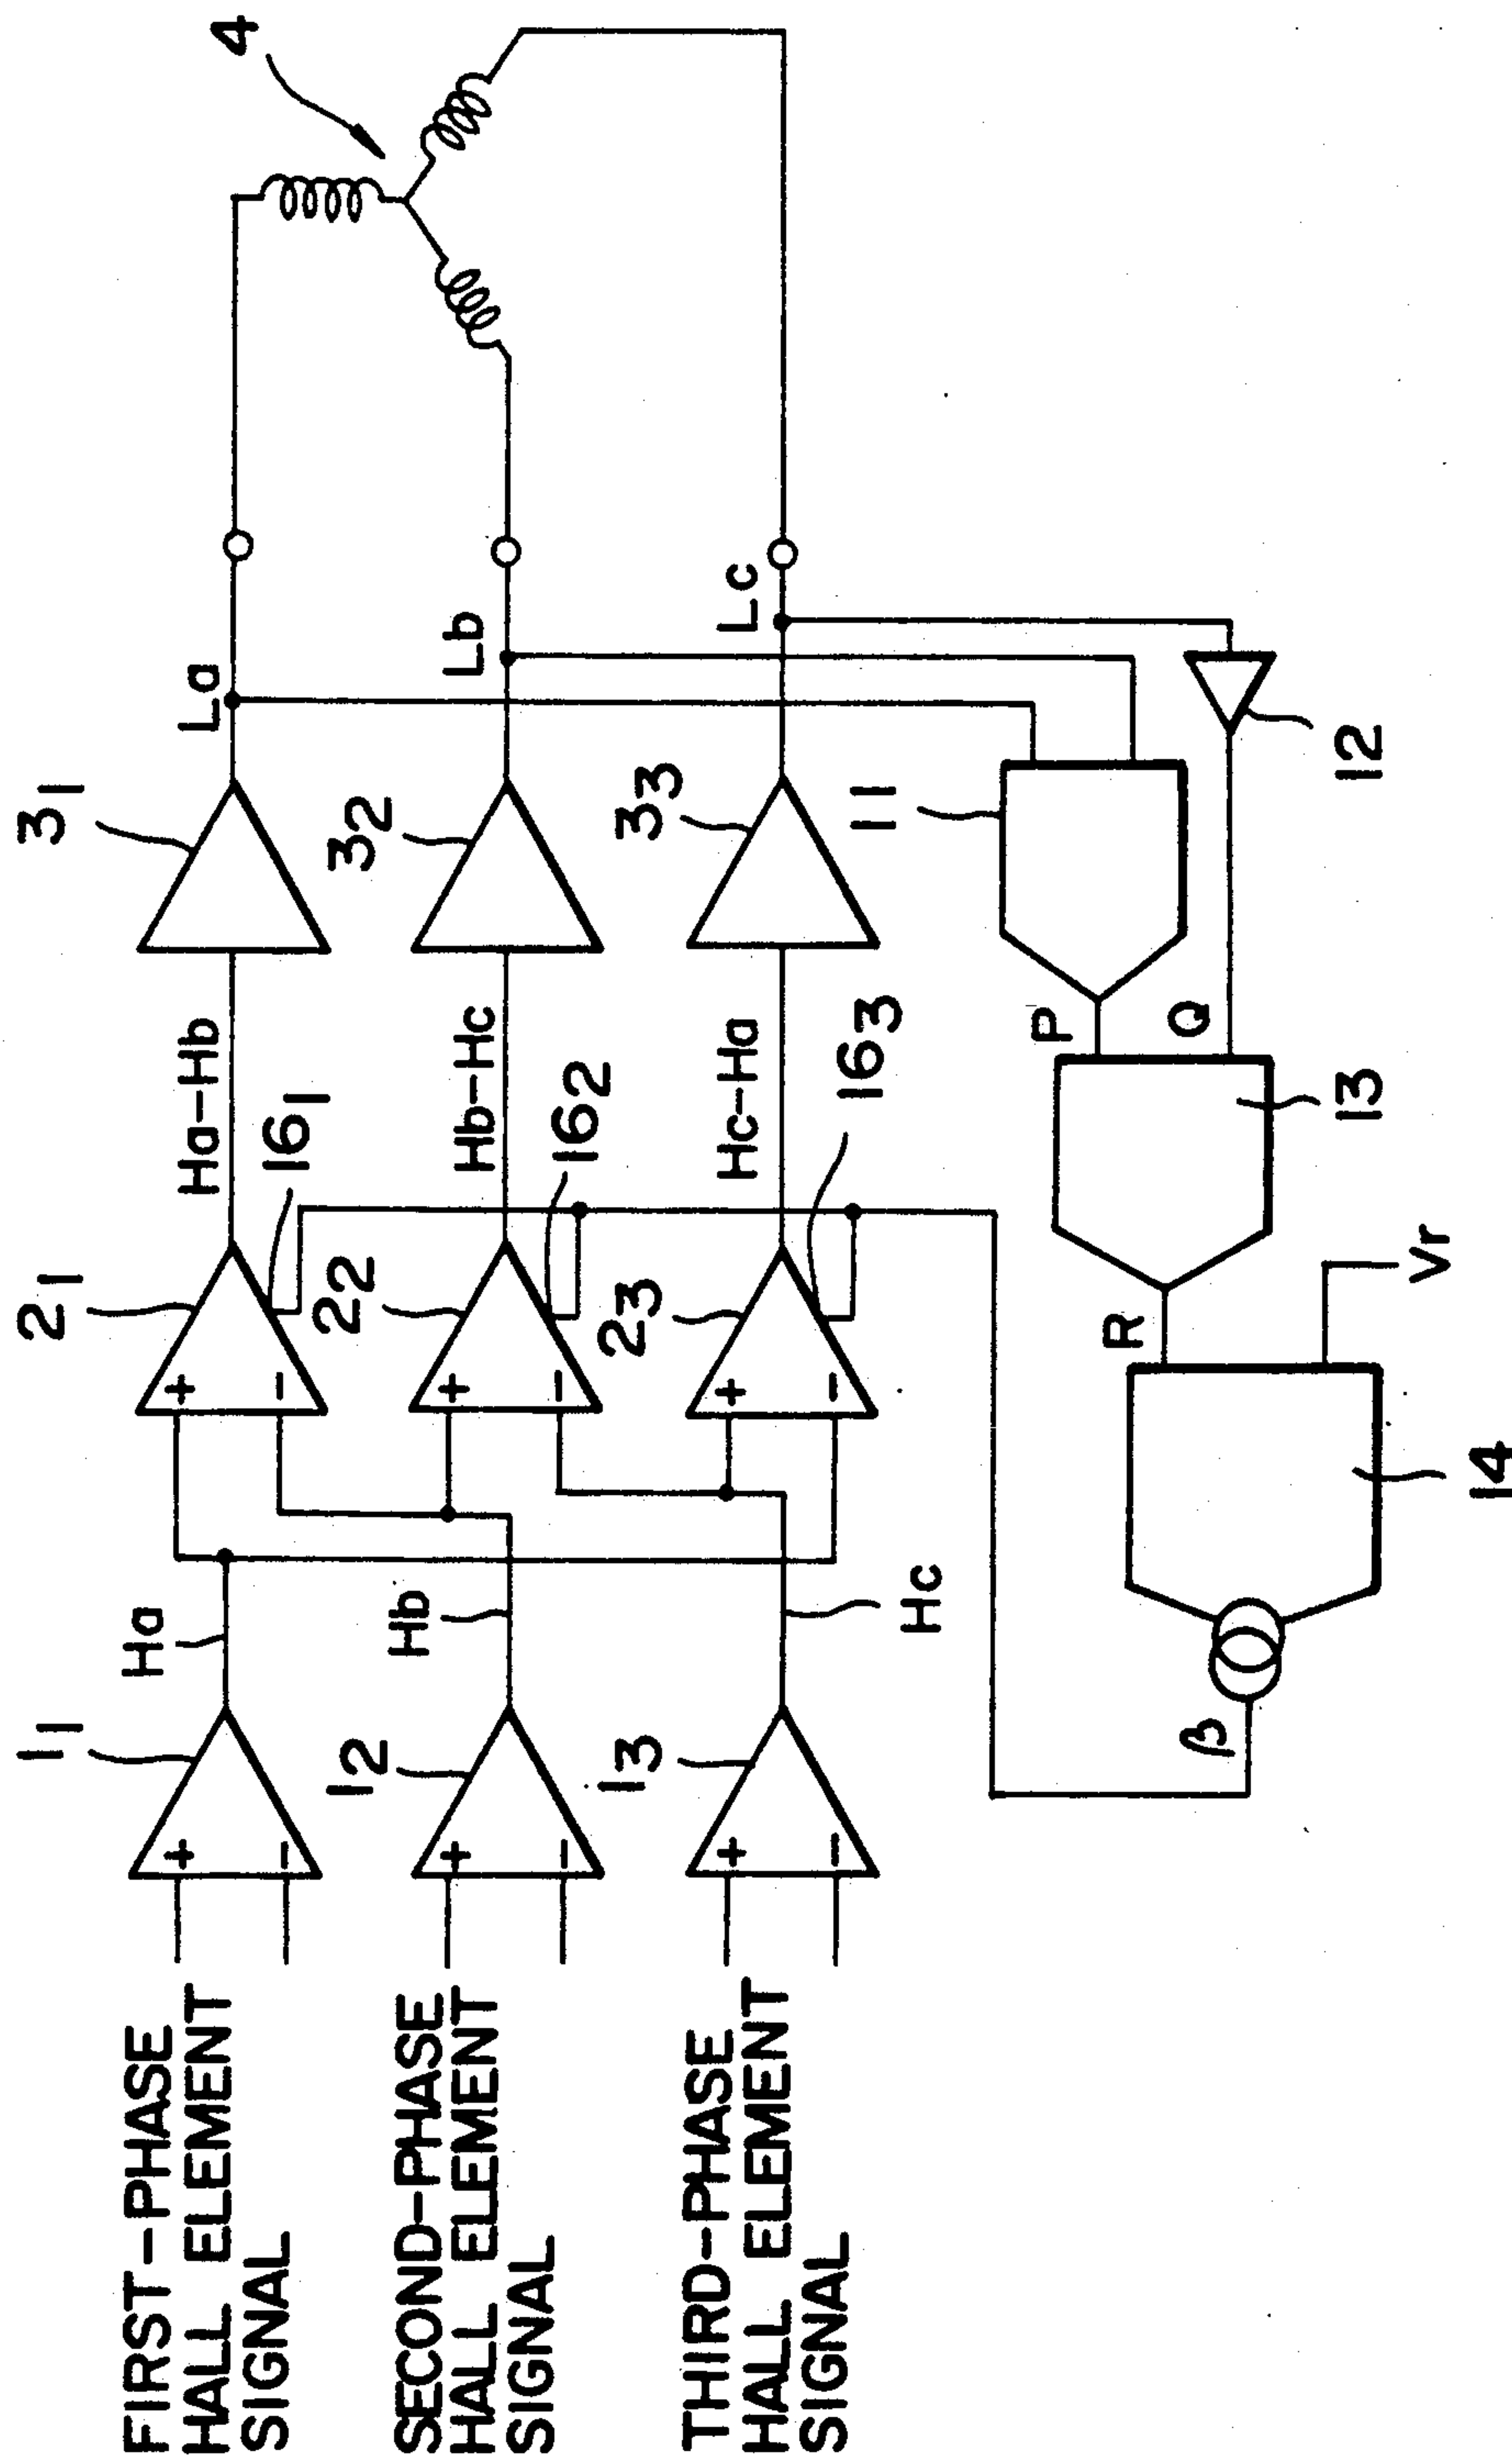 FIRST-PHASE
HALL ELEMENT
SIGNAL
SECOND-PHASE
HALL ELEMENT
SIGNAL
THIRD-PHASE
HALL ELEMENT
SIGNAL
1₁
+
−
Ha
2₁
+
−
16₁
Ha-Hb
3₁
La
4
1₂
+
−
Hb
2₂
+
−
16₂
Hb-Hc
3₂
Lb
1₃
+
−
Hc
2₃
+
−
16₃
Hc-Ha
3₃
Lc
11
12
P
Q
13
R
Vr
14
β